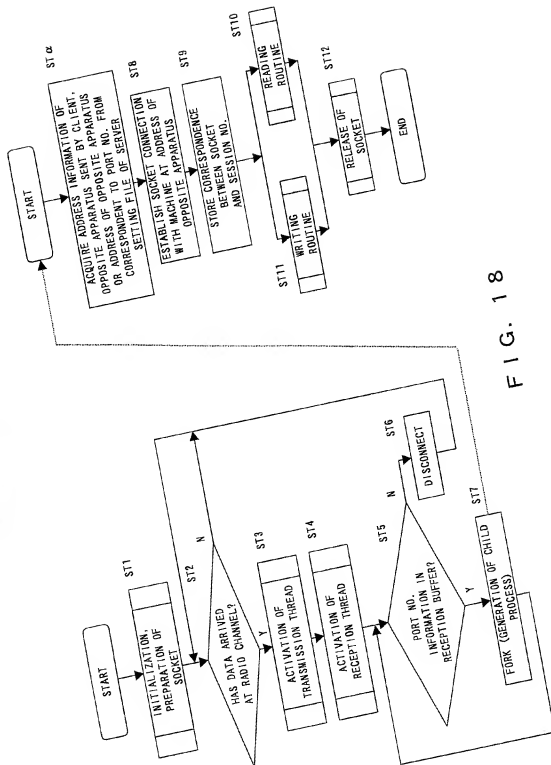 START
ST1
INITIALIZATION,
PREPARATION OF
SOCKET
ST2
HAS DATA ARRIVED
AT RADIO CHANNEL?
N
Y
ST3
ACTIVATION OF
TRANSMISSION THREAD
ST4
ACTIVATION OF
RECEPTION THREAD
ST5
PORT NO.
INFORMATION IN
RECEPTION BUFFER?
N
ST6
DISCONNECT
Y
ST7
FORK (GENERATION OF CHILD
PROCESS)
START
STα
ACQUIRE ADDRESS INFORMATION OF
OPPOSITE APPARATUS SENT BY CLIENT,
OR ADDRESS OF OPPOSITE APPARATUS
CORRESPONDENT TO PORT NO. FROM
SETTING FILE OF SERVER
ST8
ESTABLISH SOCKET CONNECTION
WITH MACHINE AT ADDRESS OF
OPPOSITE APPARATUS
ST9
STORE CORRESPONDENCE
BETWEEN SOCKET
AND SESSION NO.
ST11
WRITING
ROUTINE
ST10
READING
ROUTINE
ST12
RELEASE OF
SOCKET
END
FIG. 18